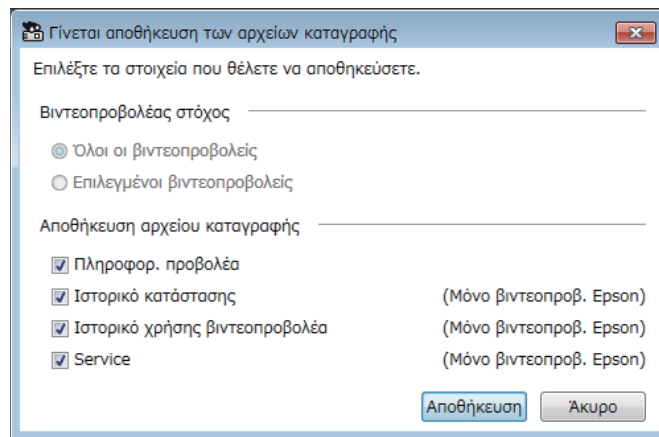 Γίνεται αποθήκευση των αρχείων καταγραφής
Επιλέξτε τα στοιχεία που θέλετε να αποθηκεύσετε.
Βιντεοπροβολέας στόχος
Όλοι οι βιντεοπροβολείς
Επιλεγμένοι βιντεοπροβολείς
Αποθήκευση αρχείου καταγραφής
Πληροφορ. προβολέα
Ιστορικό κατάστασης (Μόνο βιντεοπροβ. Epson)
Ιστορικό χρήσης βιντεοπροβολέα (Μόνο βιντεοπροβ. Epson)
Service (Μόνο βιντεοπροβ. Epson)
Αποθήκευση Άκυρο